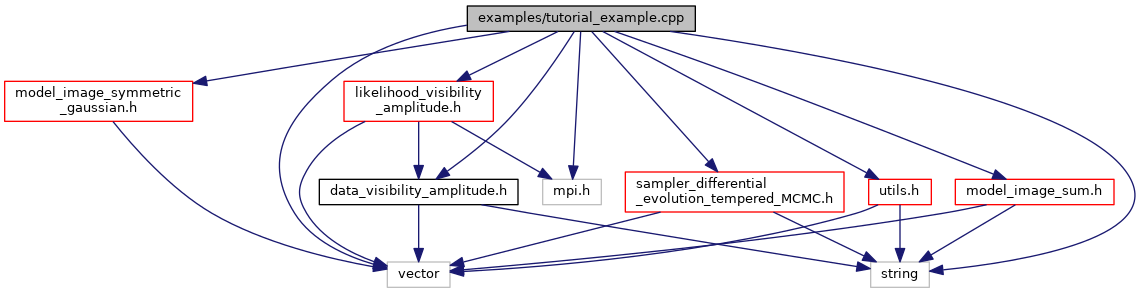 examples/tutorial_example.cpp
model_image_symmetric
_gaussian.h
likelihood_visibility
_amplitude.h
data_visibility_amplitude.h
mpi.h
sampler_differential
_evolution_tempered_MCMC.h
utils.h
model_image_sum.h
vector
string